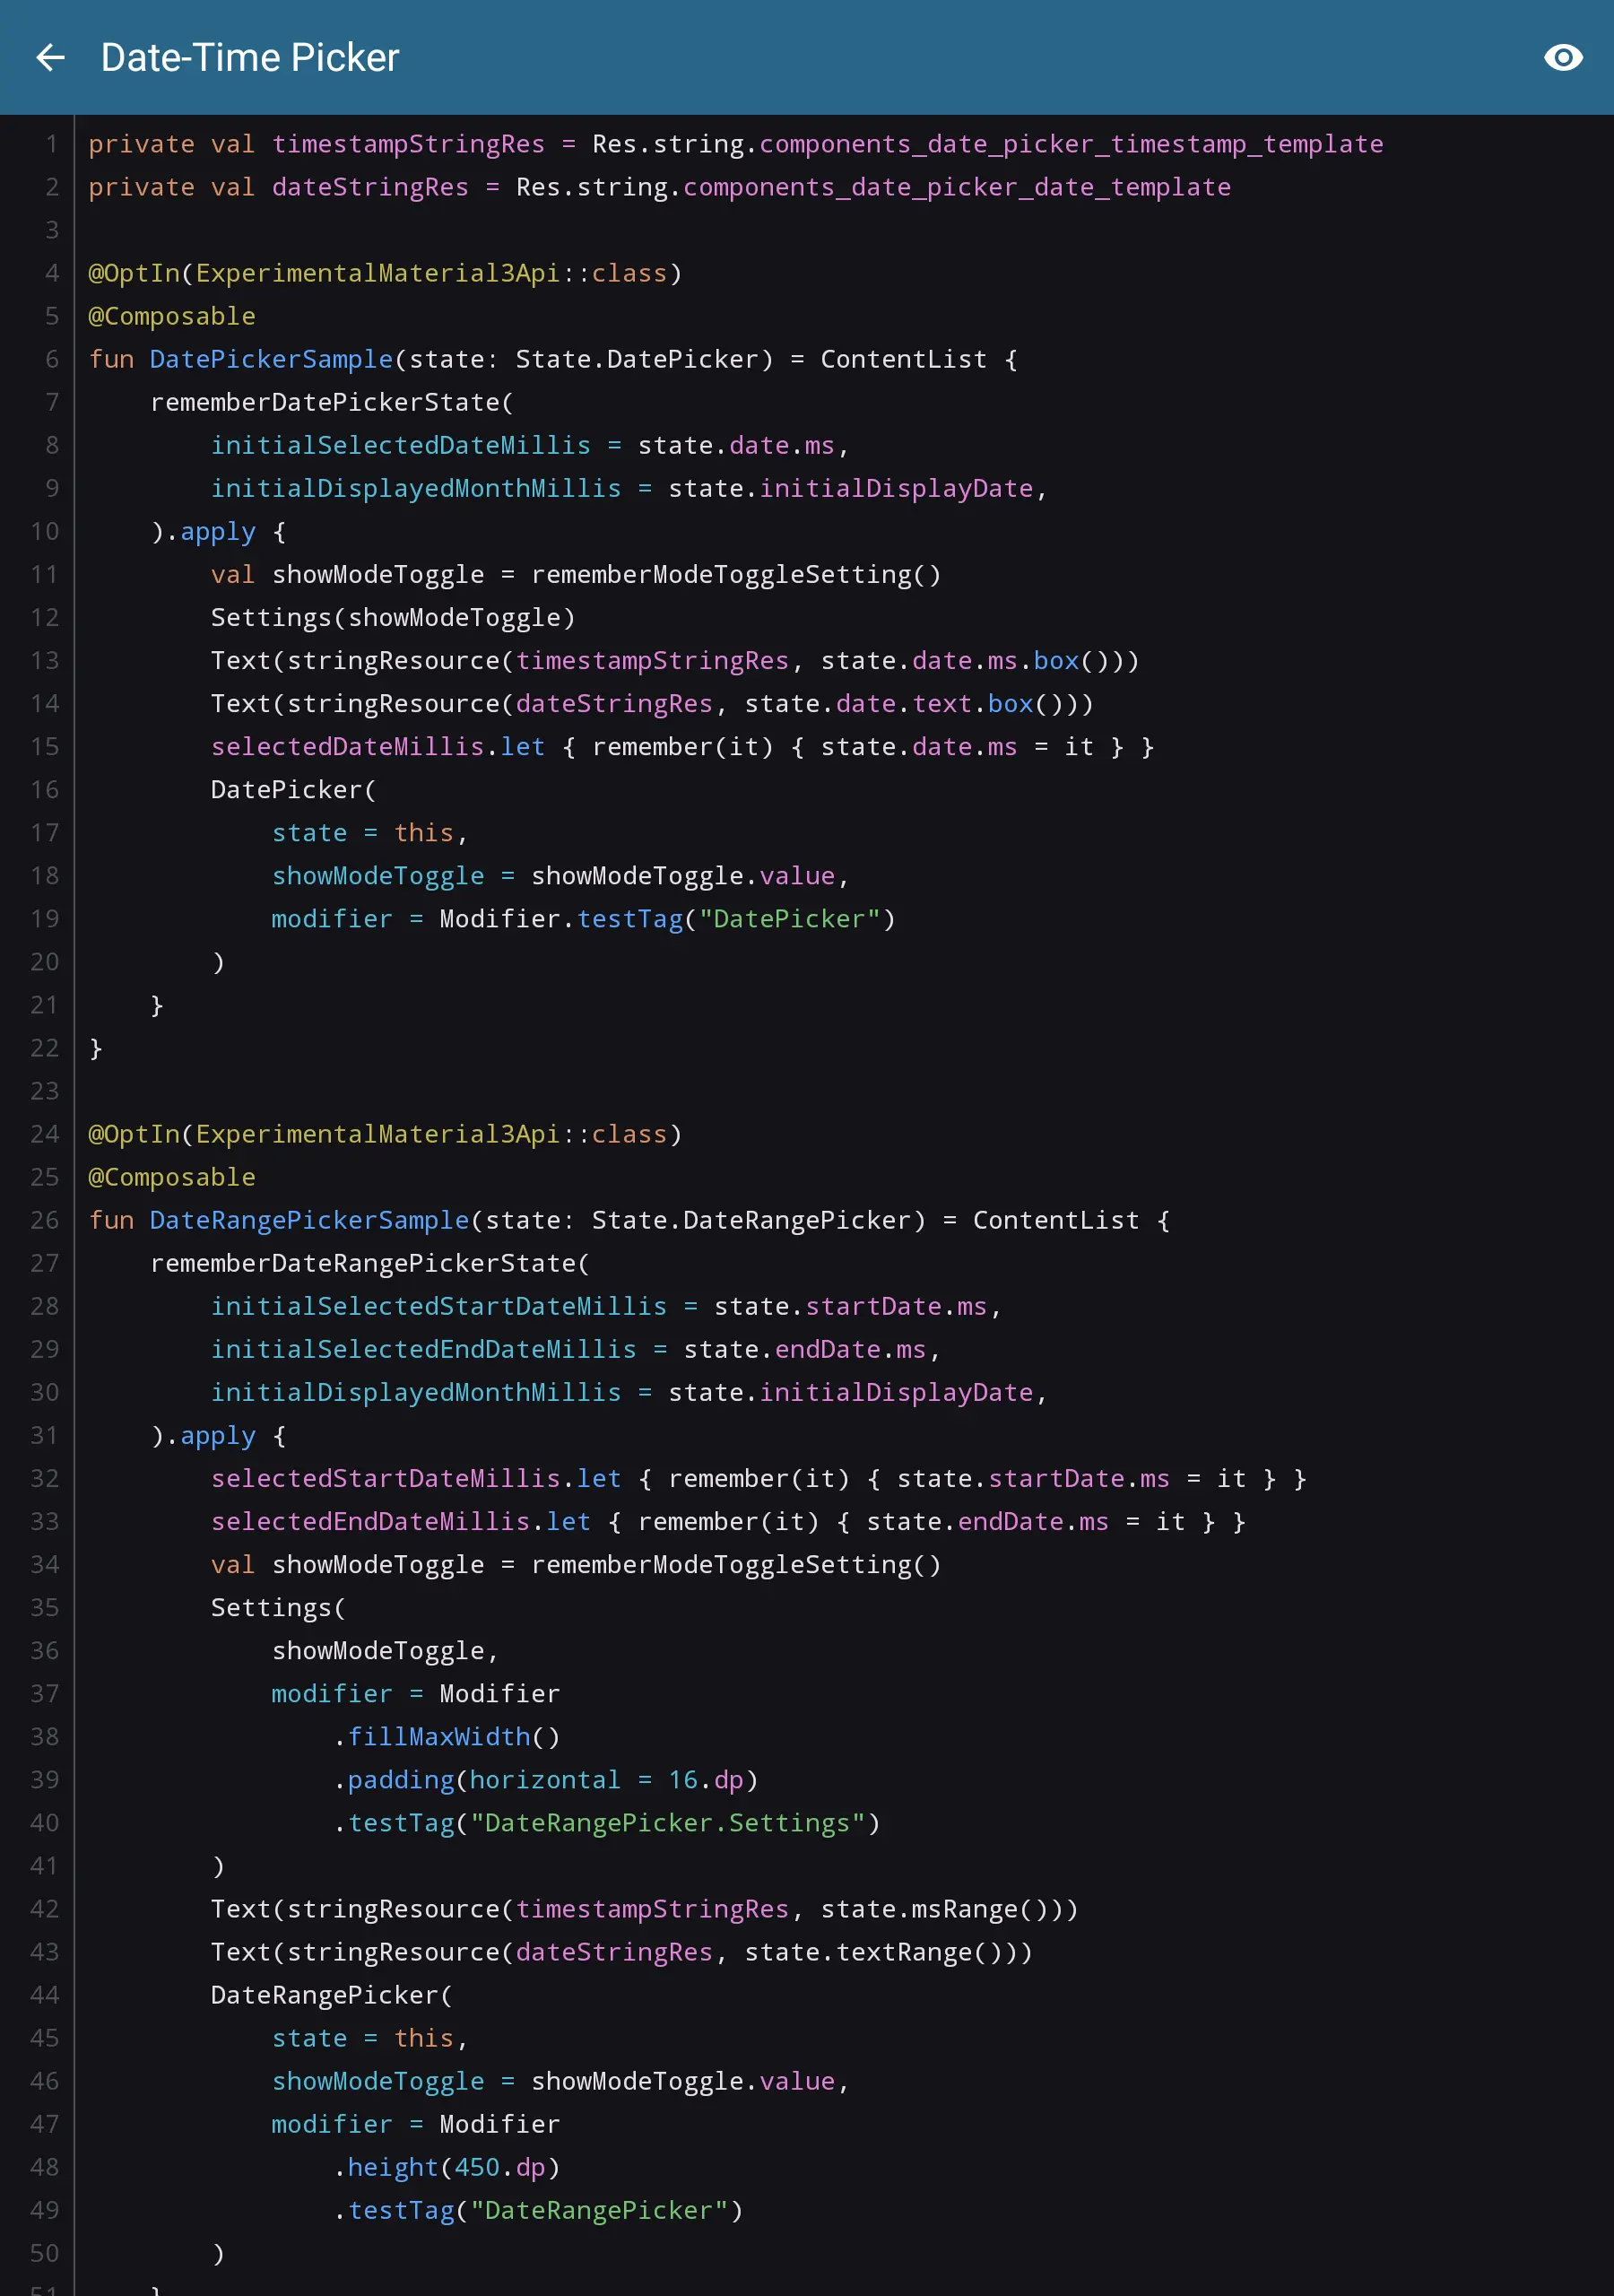 Date-Time Picker
1 private val timestampStringRes = Res.string.components_date_picker_timestamp_template
2 private val dateStringRes = Res.string.components_date_picker_date_template
3
4 @OptIn(ExperimentalMaterial3Api::class)
5 @Composable
6 fun DatePickerSample(state: State.DatePicker) = ContentList {
7     rememberDatePickerState(
8         initialSelectedDateMillis = state.date.ms,
9         initialDisplayedMonthMillis = state.initialDisplayDate,
10     ).apply {
11         val showModeToggle = rememberModeToggleSetting()
12         Settings(showModeToggle)
13         Text(stringResource(timestampStringRes, state.date.ms.box()))
14         Text(stringResource(dateStringRes, state.date.text.box()))
15         selectedDateMillis.let { remember(it) { state.date.ms = it } }
16         DatePicker(
17             state = this,
18             showModeToggle = showModeToggle.value,
19             modifier = Modifier.testTag("DatePicker")
20         )
21     }
22 }
23
24 @OptIn(ExperimentalMaterial3Api::class)
25 @Composable
26 fun DateRangePickerSample(state: State.DateRangePicker) = ContentList {
27     rememberDateRangePickerState(
28         initialSelectedStartDateMillis = state.startDate.ms,
29         initialSelectedEndDateMillis = state.endDate.ms,
30         initialDisplayedMonthMillis = state.initialDisplayDate,
31     ).apply {
32         selectedStartDateMillis.let { remember(it) { state.startDate.ms = it } }
33         selectedEndDateMillis.let { remember(it) { state.endDate.ms = it } }
34         val showModeToggle = rememberModeToggleSetting()
35         Settings(
36             showModeToggle,
37             modifier = Modifier
38                 .fillMaxWidth()
39                 .padding(horizontal = 16.dp)
40                 .testTag("DateRangePicker.Settings")
41         )
42         Text(stringResource(timestampStringRes, state.msRange()))
43         Text(stringResource(dateStringRes, state.textRange()))
44         DateRangePicker(
45             state = this,
46             showModeToggle = showModeToggle.value,
47             modifier = Modifier
48                 .height(450.dp)
49                 .testTag("DateRangePicker")
50         )
51     }